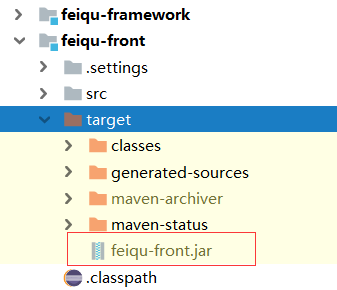 feiqu-framework
feiqu-front
.settings
src
target
classes
generated-sources
maven-archiver
maven-status
feiqu-front.jar
.classpath